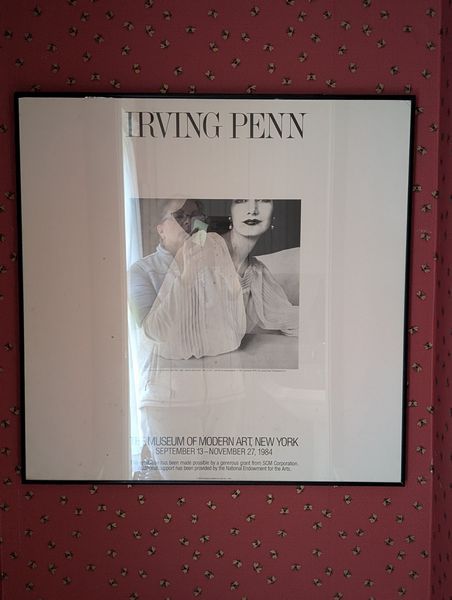 IRVING PENN
THE MUSEUM OF MODERN ART, NEW YORK
SEPTEMBER 13–NOVEMBER 27, 1984
has been made possible by a generous grant from SCM Corporation.
support has been provided by the National Endowment for the Arts.